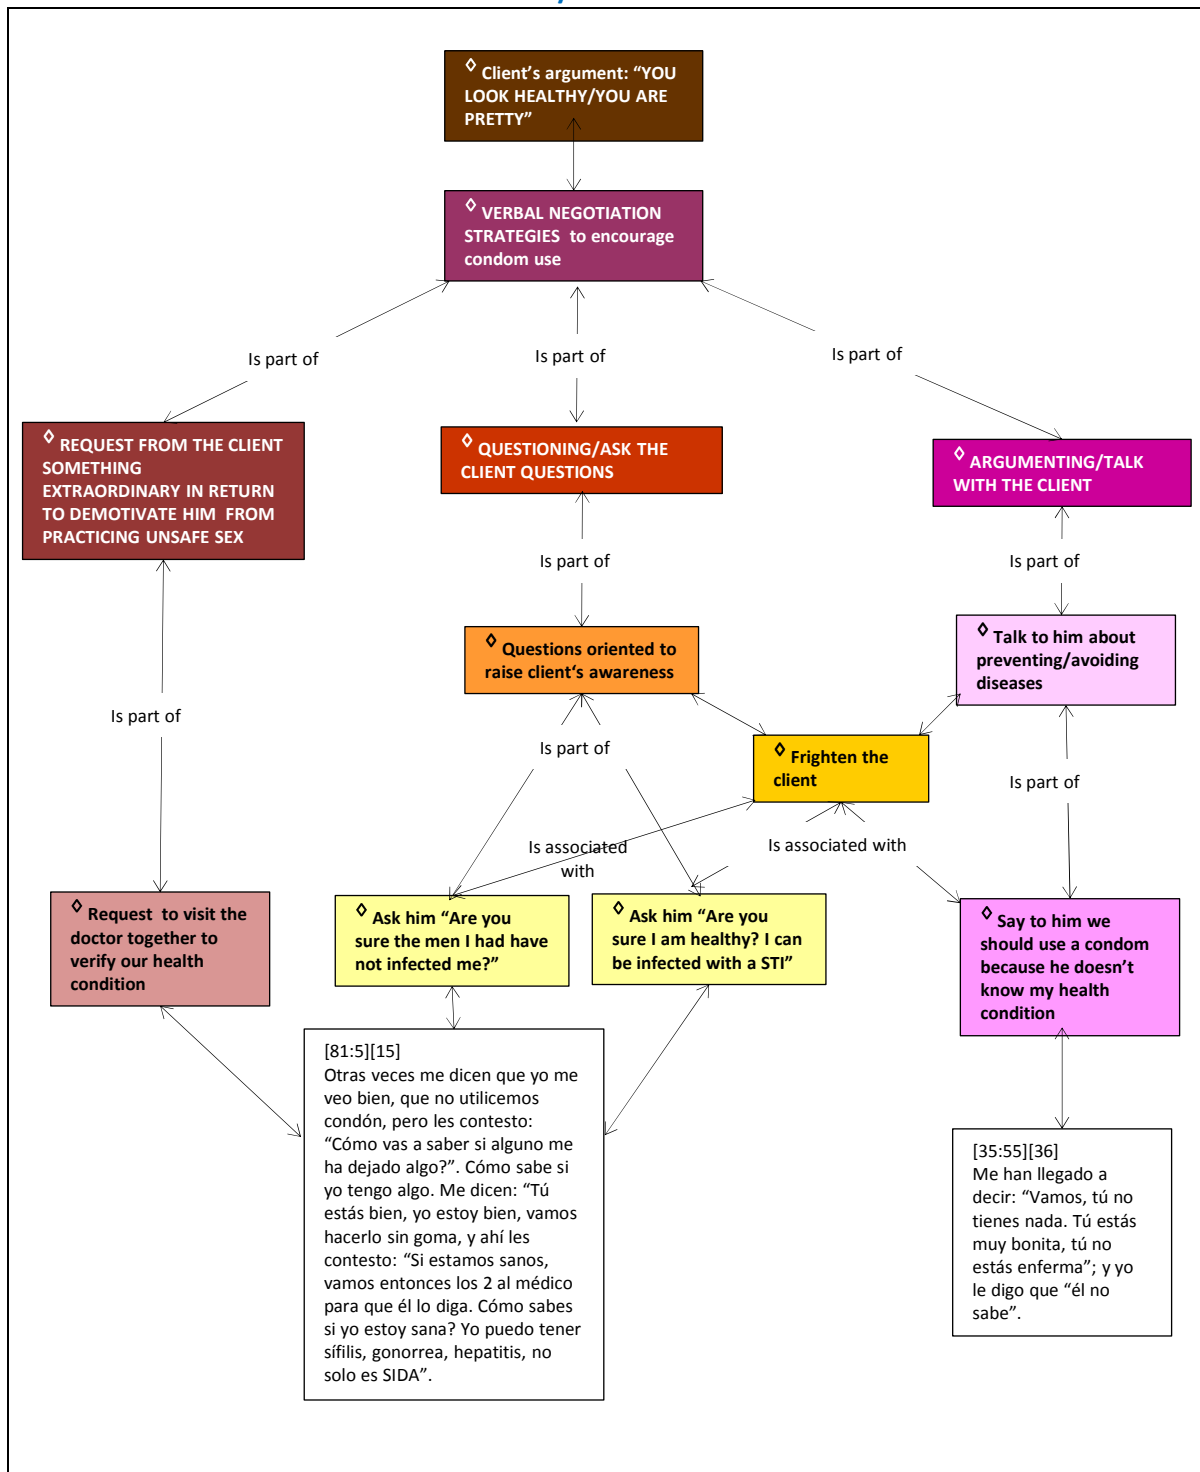 ◊ Client's argument: “YOU
LOOK HEALTHY/YOU ARE
PRETTY”
◊ VERBAL NEGOTIATION
STRATEGIES to encourage
condom use
Is part of
Is part of
Is part of
◊ REQUEST FROM THE CLIENT
SOMETHING
EXTRAORDINARY IN RETURN
TO DEMOTIVATE HIM FROM
PRACTICING UNSAFE SEX
◊ QUESTIONING/ASK THE
CLIENT QUESTIONS
◊ ARGUMENTING/TALK
WITH THE CLIENT
Is part of
Is part of
◊ Questions oriented to
raise client‘s awareness
◊ Talk to him about
preventing/avoiding
diseases
Is part of
Is part of
◊ Frighten the
client
Is part of
Is associated
with
Is associated with
◊ Request to visit the
doctor together to
verify our health
condition
◊ Ask him “Are you
sure the men I had have
not infected me?”
◊ Ask him “Are you
sure I am healthy? I can
be infected with a STI”
◊ Say to him we
should use a condom
because he doesn't
know my health
condition
[81:5][15]
Otras veces me dicen que yo me
veo bien, que no utilicemos
condón, pero les contesto:
“Cómo vas a saber si alguno me
ha dejado algo?”. Cómo sabe si
yo tengo algo. Me dicen: “Tú
estás bien, yo estoy bien, vamos
hacerlo sin goma, y ahí les
contesto: “Si estamos sanos,
vamos entonces los 2 al médico
para que él lo diga. Cómo sabes
si yo estoy sana? Yo puedo tener
sífilis, gonorrea, hepatitis, no
solo es SIDA”.
[35:55][36]
Me han llegado a
decir: “Vamos, tú no
tienes nada. Tú estás
muy bonita, tú no
estás enferma”; y yo
le digo que “él no
sabe”.